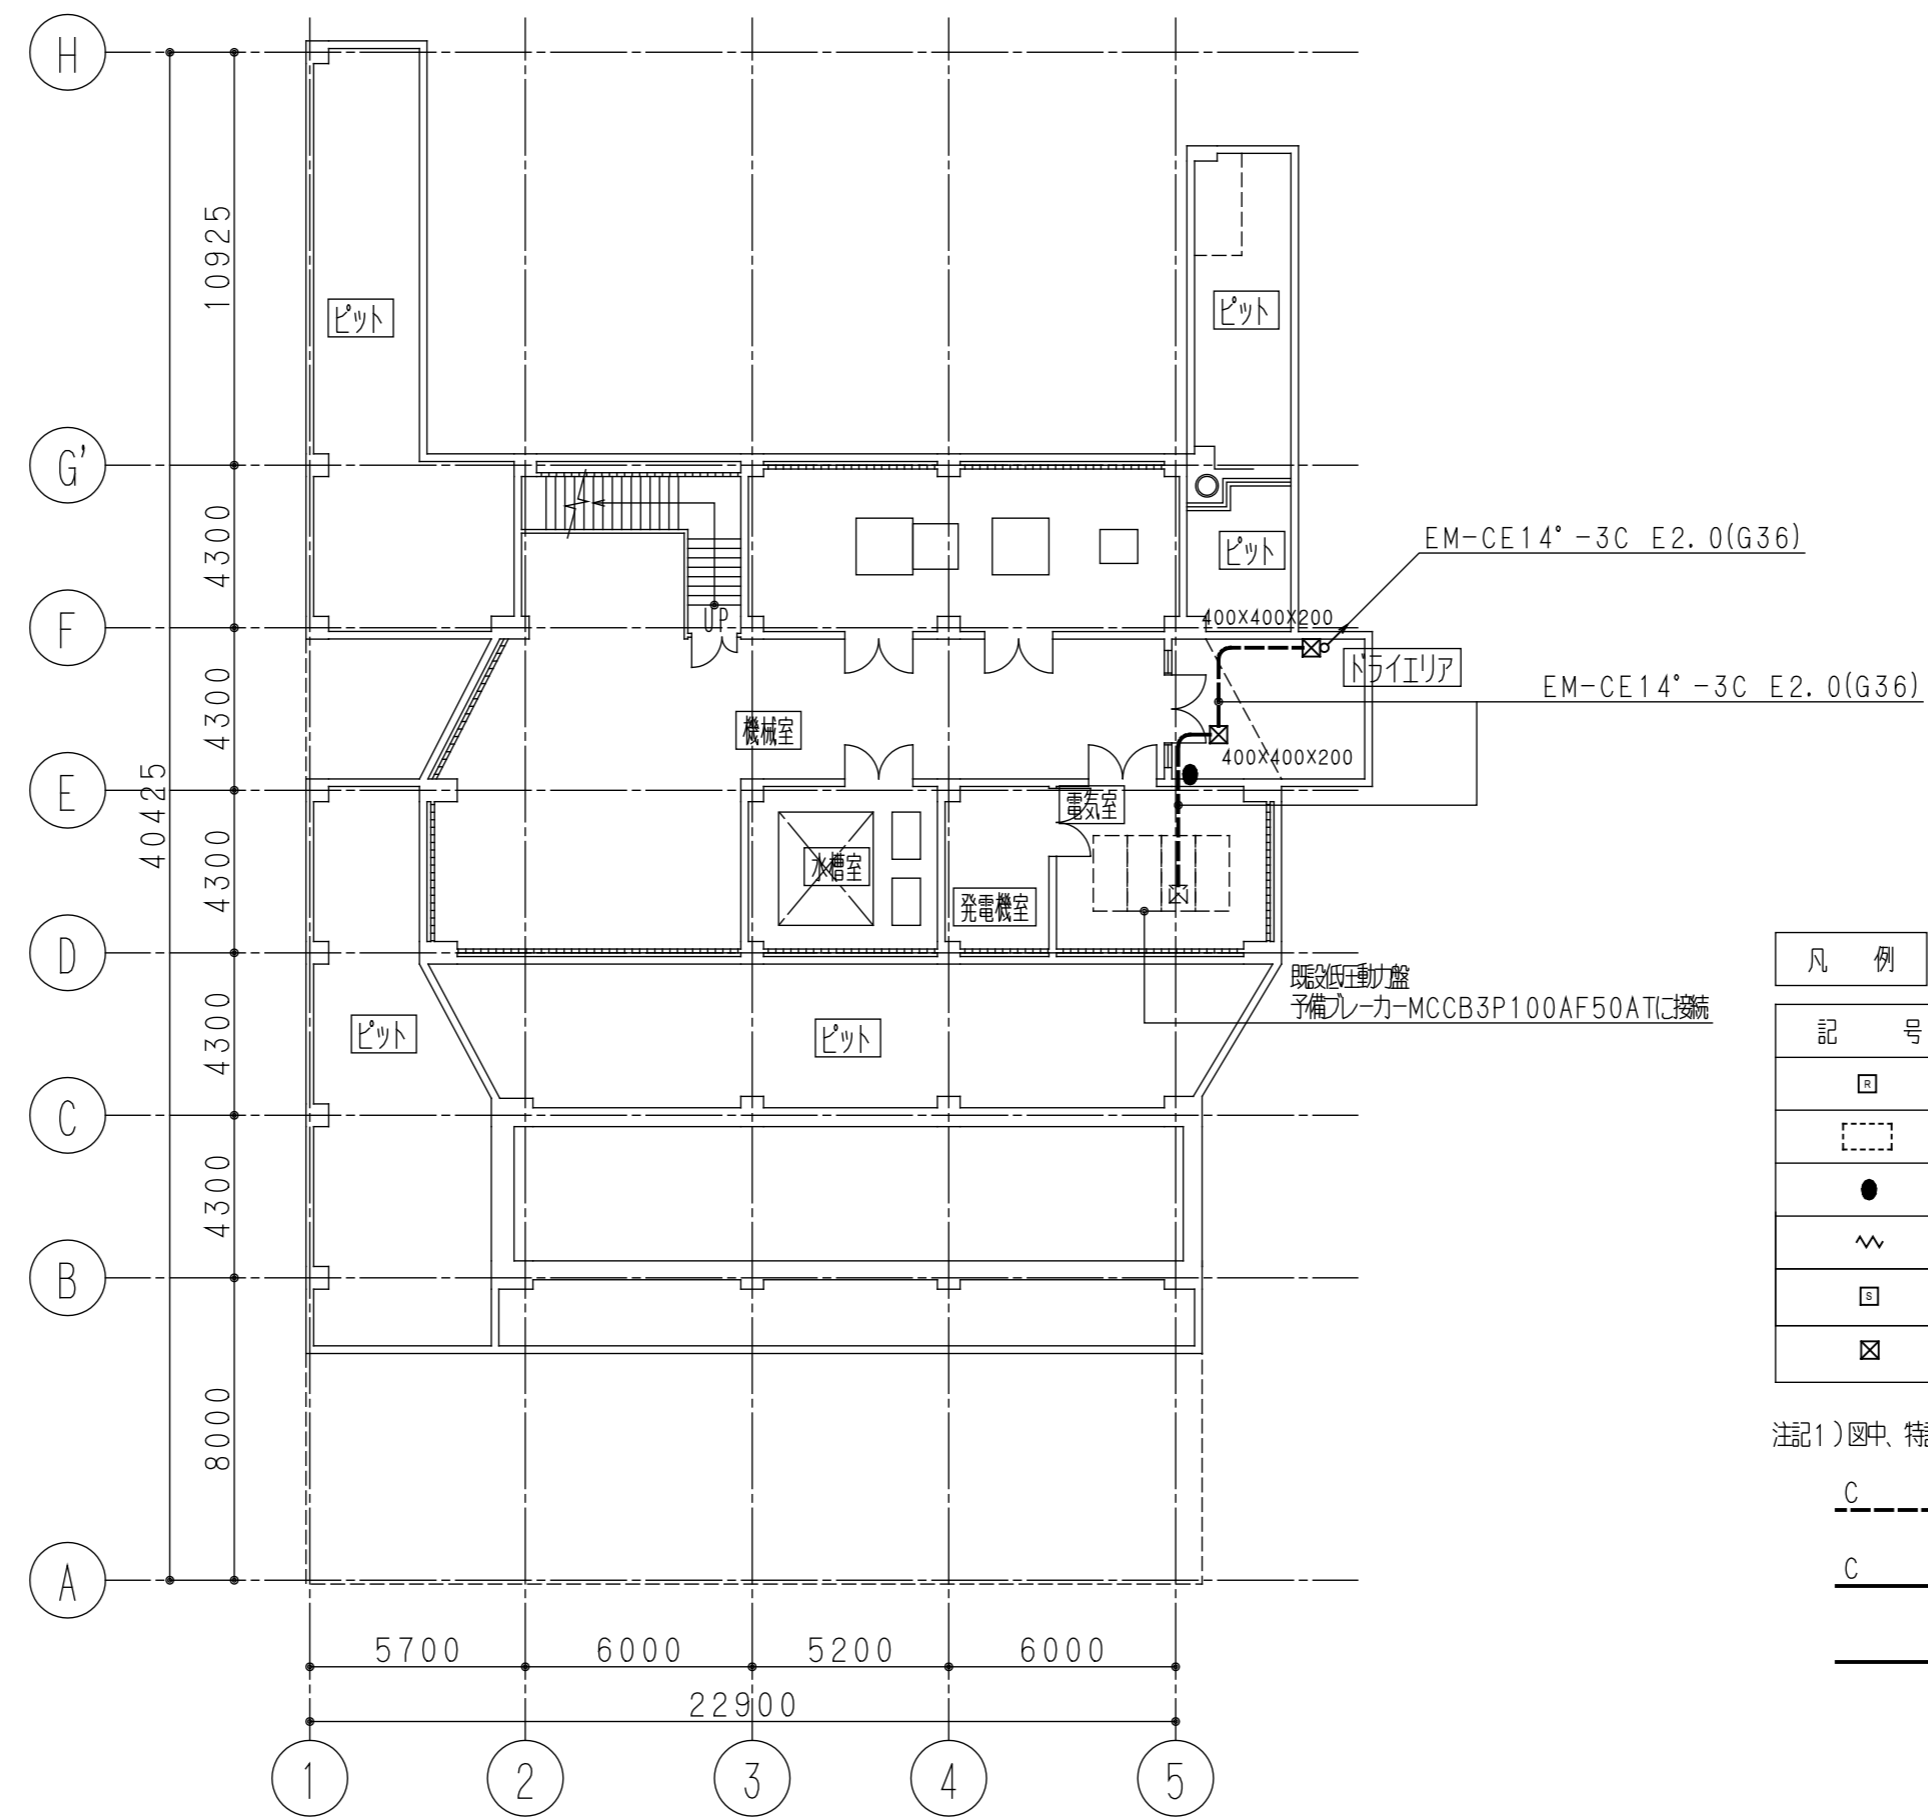 H
10925
ピット
ピット
G'
4300
EM-CE14°-3C E2.0(G36)
ピット
F
UP
400X400X200
ドライエリア
4300
EM-CE14°-3C E2.0(G36)
機械室
400X400X200
40425
E
電気室
4300
水槽室
発電機室
D
既設低圧動力盤
予備ブレーカーMCCB3P100AF50ATに接続
凡 例
4300
ピット
ピット
記 号
R
C
4300
S
B
8000
注記1)図中、特
C
C
A
5700
6000
5200
6000
22900
1
2
3
4
5